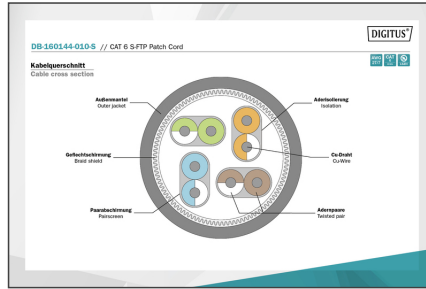 DIGITUS®
DB-160144-010-S // CAT 6 S-FTP Patch Cord
Kabelquerschnitt
Cable cross section
Außenmantel
Outer jacket
Aderisolierung
Isolation
Geflechtschirmung
Braid shield
Cu-Draht
Cu-Wire
Paarabschirmung
Pairscreen
Adernpaare
Twisted pair